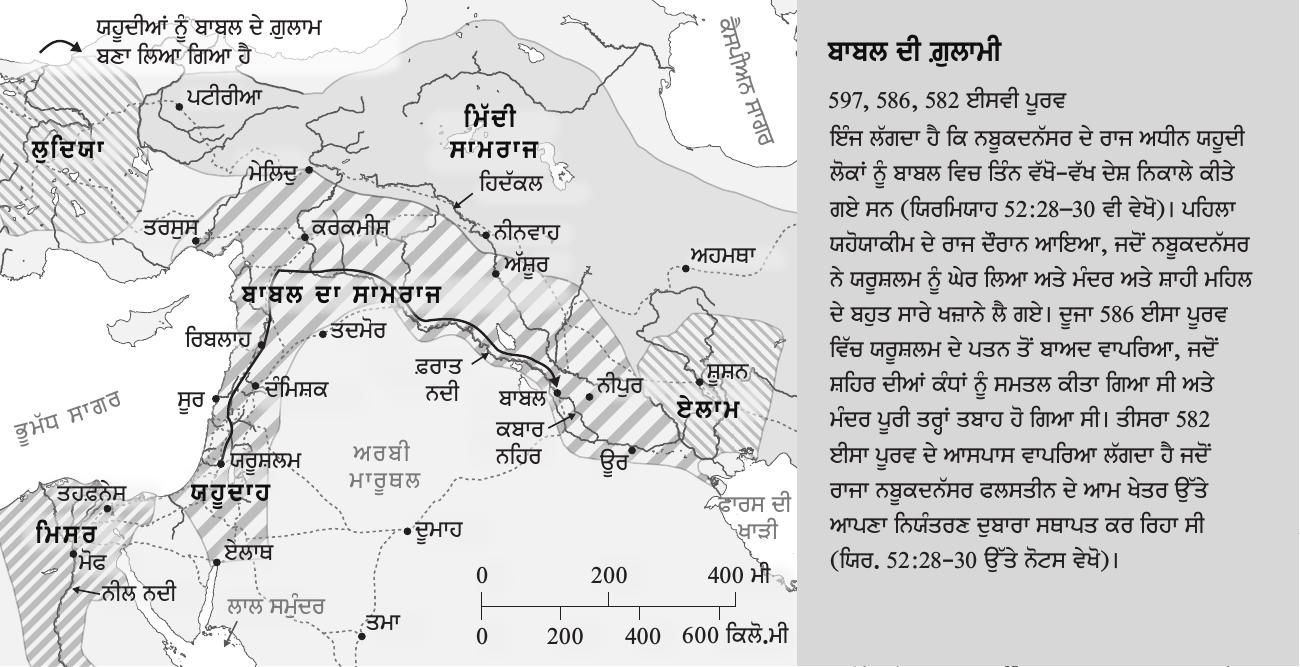 ਯਹੂਦੀਆਂ ਨੂੰ ਬਾਬਲ ਦੇ ਗ਼ੁਲਾਮ
ਬਣਾ ਲਿਆ ਗਿਆ ਹੈ
ਕੈਸਪੀਅਨ ਸਾਗਰ
ਪਟੀਰੀਆ
ਮਿੱਦੀ
ਸਾਮਰਾਜ
ਲੁਦਿਯਾ
ਮੇਲਿਦੁ
ਹਿਦੱਕਲ
ਤਰਸੁਸ
ਕਰਕਮੀਸ਼
ਨੀਨਵਾਹ
ਅੱਸ਼ੂਰ
ਅਹਮਥਾ
ਬਾਬਲ ਦਾ ਸਾਮਰਾਜ
ਰਿਬਲਾਹ
ਤਦਮੋਰ
ਫ਼ਰਾਤ
ਨਦੀ
ਸੂਰ
ਦੰਮਿਸ਼ਕ
ਬਾਬਲ
ਨੀਪੁਰ
ਸ਼ੂਸ਼ਨ
ਏਲਾਮ
ਭੂਮੱਧ ਸਾਗਰ
ਕਬਾਰ
ਨਹਿਰ
ਊਰ
ਯਰੂਸ਼ਲਮ
ਅਰਬੀ
ਮਾਰੂਥਲ
ਯਹੂਦਾਹ
ਤਹਫ਼ਨੇਸ
ਫਾਰਸ ਦੀ
ਖਾੜੀ
ਮਿਸਰ
ਦੂਮਾਹ
ਏਲਾਥ
ਮੋਫ
ਨੀਲ ਨਦੀ
ਲਾਲ ਸਮੁੰਦਰ
ਤਮਾ
0 200 400 ਮੀ
0 200 400 600 ਕਿਲੋ.ਮੀ
ਬਾਬਲ ਦੀ ਗ਼ੁਲਾਮੀ
597, 586, 582 ਈਸਵੀ ਪੂਰਵ
ਇੰਜ ਲੱਗਦਾ ਹੈ ਕਿ ਨਬੂਕਦਨੱਸਰ ਦੇ ਰਾਜ ਅਧੀਨ ਯਹੂਦੀ
ਲੋਕਾਂ ਨੂੰ ਬਾਬਲ ਵਿਚ ਤਿੰਨ ਵੱਖੋ-ਵੱਖ ਦੇਸ਼ ਨਿਕਾਲੇ ਕੀਤੇ
ਗਏ ਸਨ (ਯਿਰਮਿਯਾਹ 52:28-30 ਵੀ ਵੇਖੋ)। ਪਹਿਲਾ
ਯਹੋਯਾਕੀਮ ਦੇ ਰਾਜ ਦੌਰਾਨ ਆਇਆ, ਜਦੋਂ ਨਬੂਕਦਨੱਸਰ
ਨੇ ਯਰੂਸ਼ਲਮ ਨੂੰ ਘੇਰ ਲਿਆ ਅਤੇ ਮੰਦਰ ਅਤੇ ਸ਼ਾਹੀ ਮਹਿਲ
ਦੇ ਬਹੁਤ ਸਾਰੇ ਖਜ਼ਾਨੇ ਲੈ ਗਏ। ਦੂਜਾ 586 ਈਸਾ ਪੂਰਵ
ਵਿੱਚ ਯਰੂਸ਼ਲਮ ਦੇ ਪਤਨ ਤੋਂ ਬਾਅਦ ਵਾਪਰਿਆ, ਜਦੋਂ
ਸ਼ਹਿਰ ਦੀਆਂ ਕੰਧਾਂ ਨੂੰ ਸਮਤਲ ਕੀਤਾ ਗਿਆ ਸੀ ਅਤੇ
ਮੰਦਰ ਪੂਰੀ ਤਰ੍ਹਾਂ ਤਬਾਹ ਹੋ ਗਿਆ ਸੀ। ਤੀਸਰਾ 582
ਈਸਾ ਪੂਰਵ ਦੇ ਆਸਪਾਸ ਵਾਪਰਿਆ ਲੱਗਦਾ ਹੈ ਜਦੋਂ
ਰਾਜਾ ਨਬੂਕਦਨੱਸਰ ਫਲਸਤੀਨ ਦੇ ਆਮ ਖੇਤਰ ਉੱਤੇ
ਆਪਣਾ ਨਿਯੰਤਰਣ ਦੁਬਾਰਾ ਸਥਾਪਤ ਕਰ ਰਿਹਾ ਸੀ
(ਯਿਰ. 52:28-30 ਉੱਤੇ ਨੋਟਸ ਵੇਖੋ)।